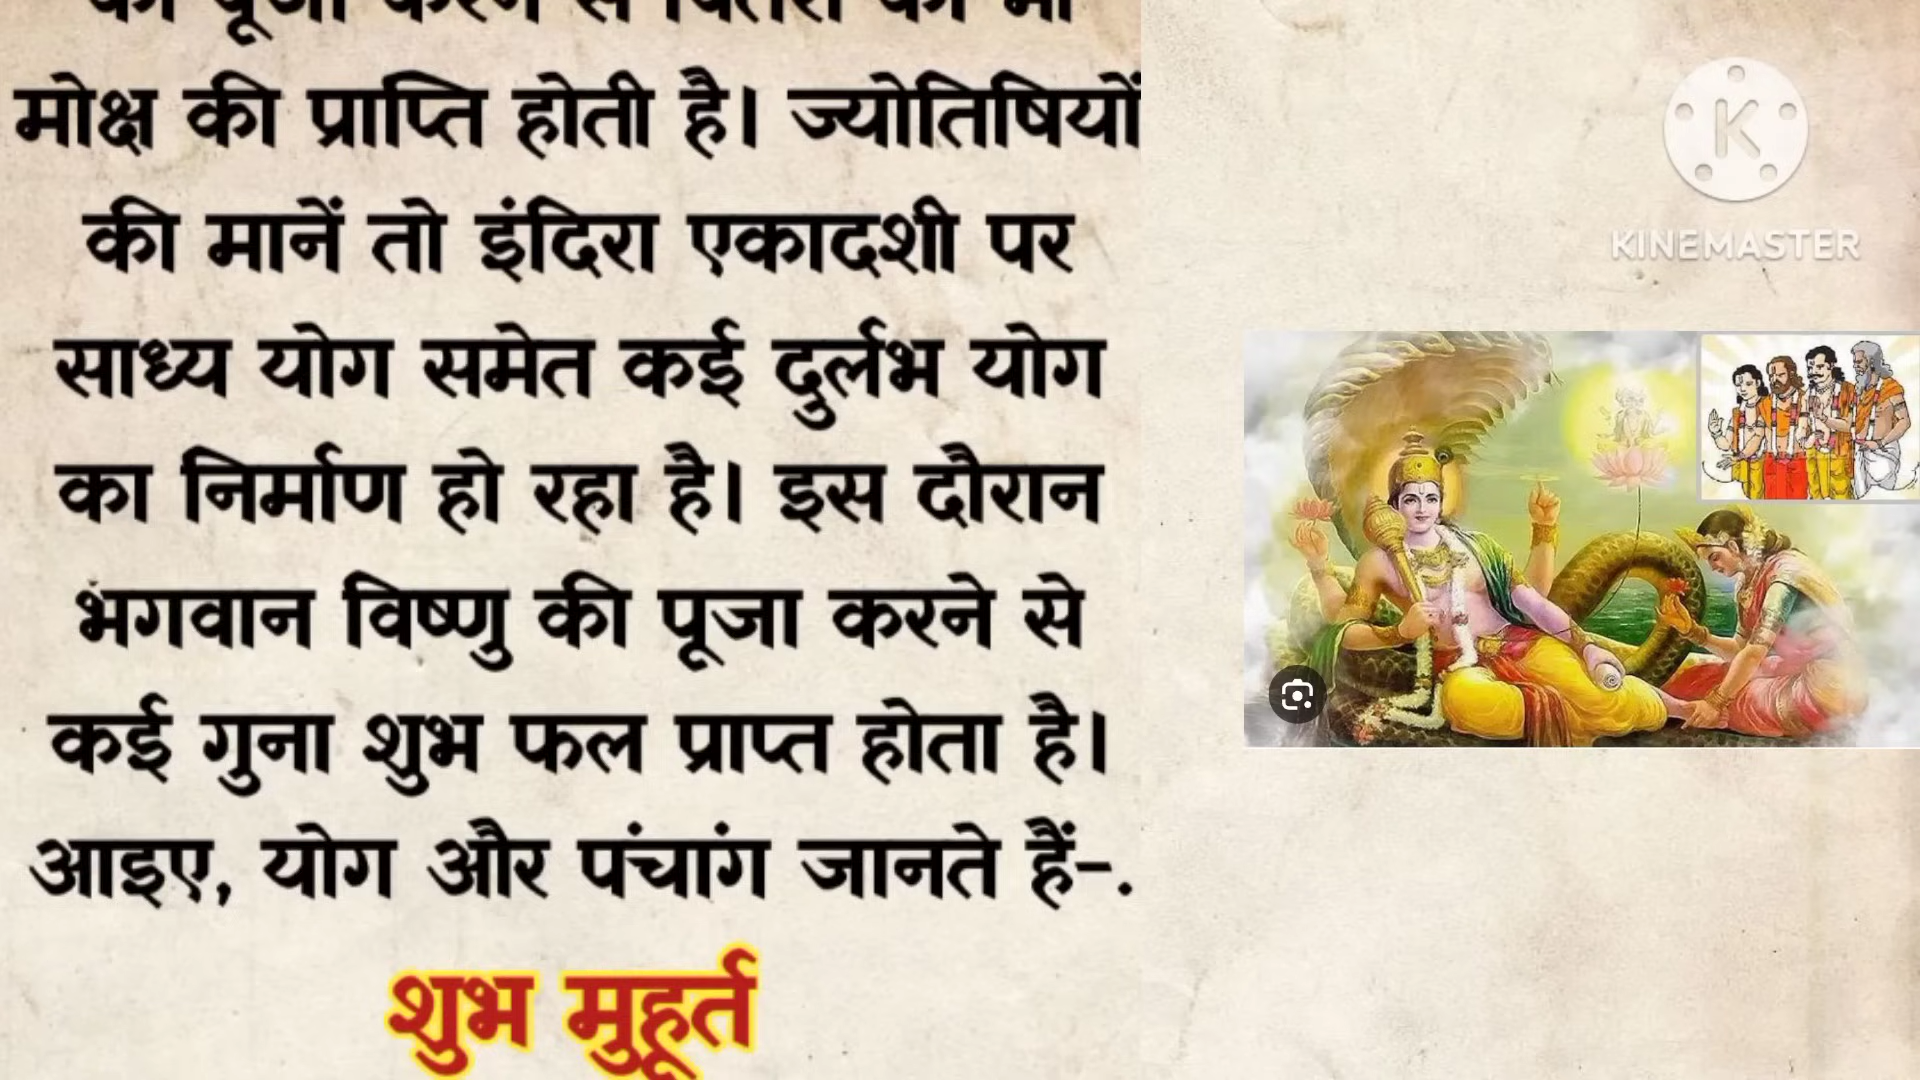 मोक्ष की प्राप्ति होती है। ज्योतिषियों
की मानें तो इंदिरा एकादशी पर
साध्य योग समेत कई दुर्लभ योग
का निर्माण हो रहा है। इस दौरान
भगवान विष्णु की पूजा करने से
कई गुना शुभ फल प्राप्त होता है।
आइए, योग और पंचांग जानते हैं-.
शुभ मुहूर्त
KINEMASTER